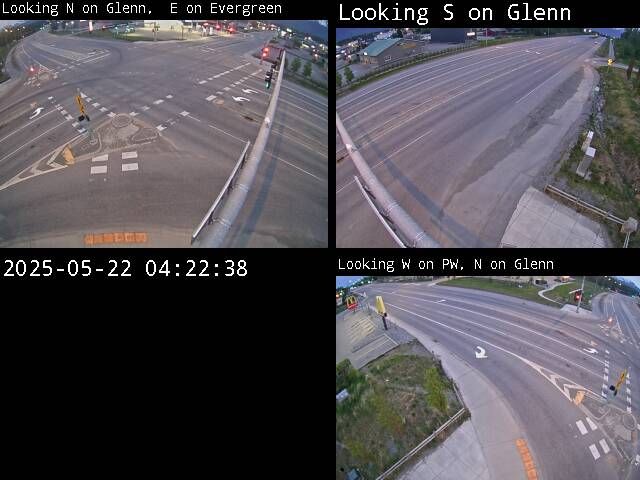 Looking N on Glenn,  E on Evergreen
Looking S on Glenn
2025-05-22 04:22:38
Looking W on PW, N on Glenn